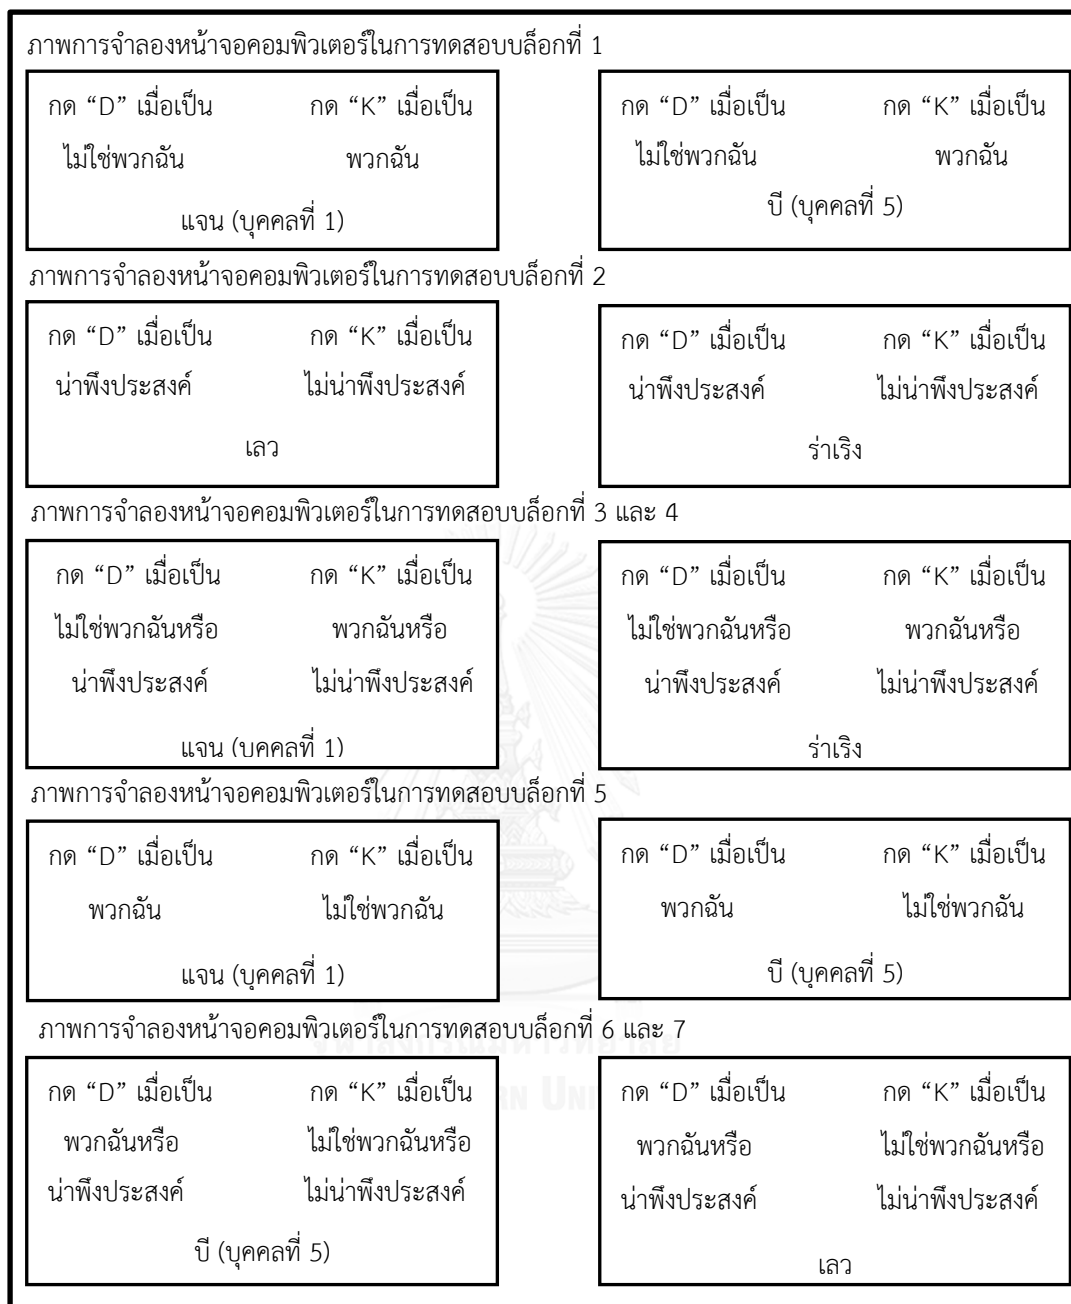 ภาพการจำลองหน้าจอคอมพิวเตอร์ในการทดสอบบล็อกที่ 1
กด “D” เมื่อเป็น กด “K” เมื่อเป็น
ไม่ใช่พวกฉัน พวกฉัน
แจน (บุคคลที่ 1)
กด “D” เมื่อเป็น กด “K” เมื่อเป็น
ไม่ใช่พวกฉัน พวกฉัน
บี (บุคคลที่ 5)
ภาพการจำลองหน้าจอคอมพิวเตอร์ในการทดสอบบล็อกที่ 2
กด “D” เมื่อเป็น กด “K” เมื่อเป็น
น่าพึงประสงค์ ไม่น่าพึงประสงค์
เลว
กด “D” เมื่อเป็น กด “K” เมื่อเป็น
น่าพึงประสงค์ ไม่น่าพึงประสงค์
ร่าเริง
ภาพการจำลองหน้าจอคอมพิวเตอร์ในการทดสอบบล็อกที่ 3 และ 4
กด “D” เมื่อเป็น กด “K” เมื่อเป็น
ไม่ใช่พวกฉันหรือ พวกฉันหรือ
น่าพึงประสงค์ ไม่น่าพึงประสงค์
แจน (บุคคลที่ 1)
กด “D” เมื่อเป็น กด “K” เมื่อเป็น
ไม่ใช่พวกฉันหรือ พวกฉันหรือ
น่าพึงประสงค์ ไม่น่าพึงประสงค์
ร่าเริง
ภาพการจำลองหน้าจอคอมพิวเตอร์ในการทดสอบบล็อกที่ 5
กด “D” เมื่อเป็น กด “K” เมื่อเป็น
พวกฉัน ไม่ใช่พวกฉัน
แจน (บุคคลที่ 1)
กด “D” เมื่อเป็น กด “K” เมื่อเป็น
พวกฉัน ไม่ใช่พวกฉัน
บี (บุคคลที่ 5)
ภาพการจำลองหน้าจอคอมพิวเตอร์ในการทดสอบบล็อกที่ 6 และ 7
กด “D” เมื่อเป็น กด “K” เมื่อเป็น
พวกฉันหรือ ไม่ใช่พวกฉันหรือ
น่าพึงประสงค์ ไม่น่าพึงประสงค์
บี (บุคคลที่ 5)
กด “D” เมื่อเป็น กด “K” เมื่อเป็น
พวกฉันหรือ ไม่ใช่พวกฉันหรือ
น่าพึงประสงค์ ไม่น่าพึงประสงค์
เลว